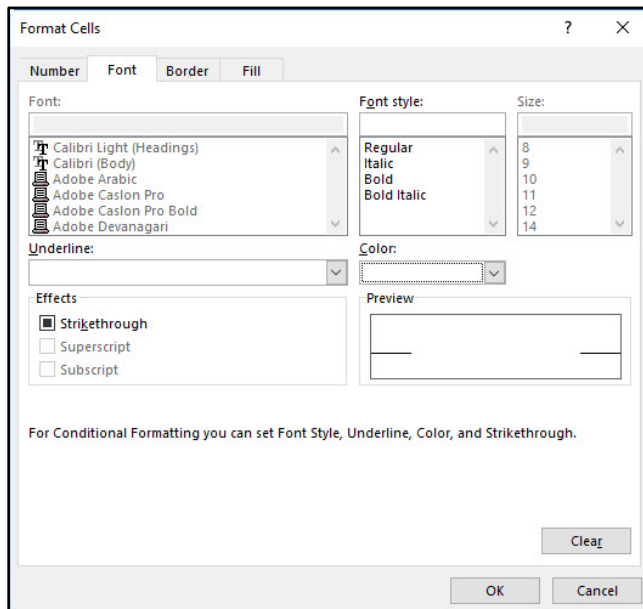 Format Cells ?
Number Font Border Fill
Font: Font style: Size:
Calibri Light (Headings) Regular 8
Calibri (Body) Italic 9
Adobe Arabic Bold 10
Adobe Caslon Pro Bold Italic 11
Adobe Caslon Pro Bold 12
Adobe Devanagari 14
Underline: Color:
Effects Preview
Strikethrough
Superscript
Subscript
For Conditional Formatting you can set Font Style, Underline, Color, and Strikethrough.
Clear
OK Cancel